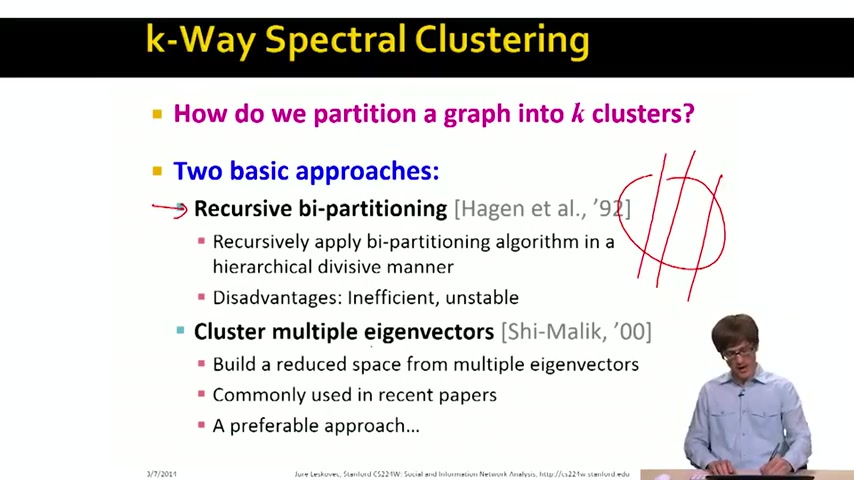 k-Way Spectral Clustering
How do we partition a graph into k clusters?
Two basic approaches:
Recursive bi-partitioning [Hagen et al., ’92]
Recursively apply bi-partitioning algorithm in a
hierarchical divisive manner
Disadvantages: Inefficient, unstable
Cluster multiple eigenvectors [Shi-Malik, ’00]
Build a reduced space from multiple eigenvectors
Commonly used in recent papers
A preferable approach…
3/7/2014 Jure Leskovec, Stanford CS224W: Social and Information Network Analysis, http://cs224w.stanford.edu